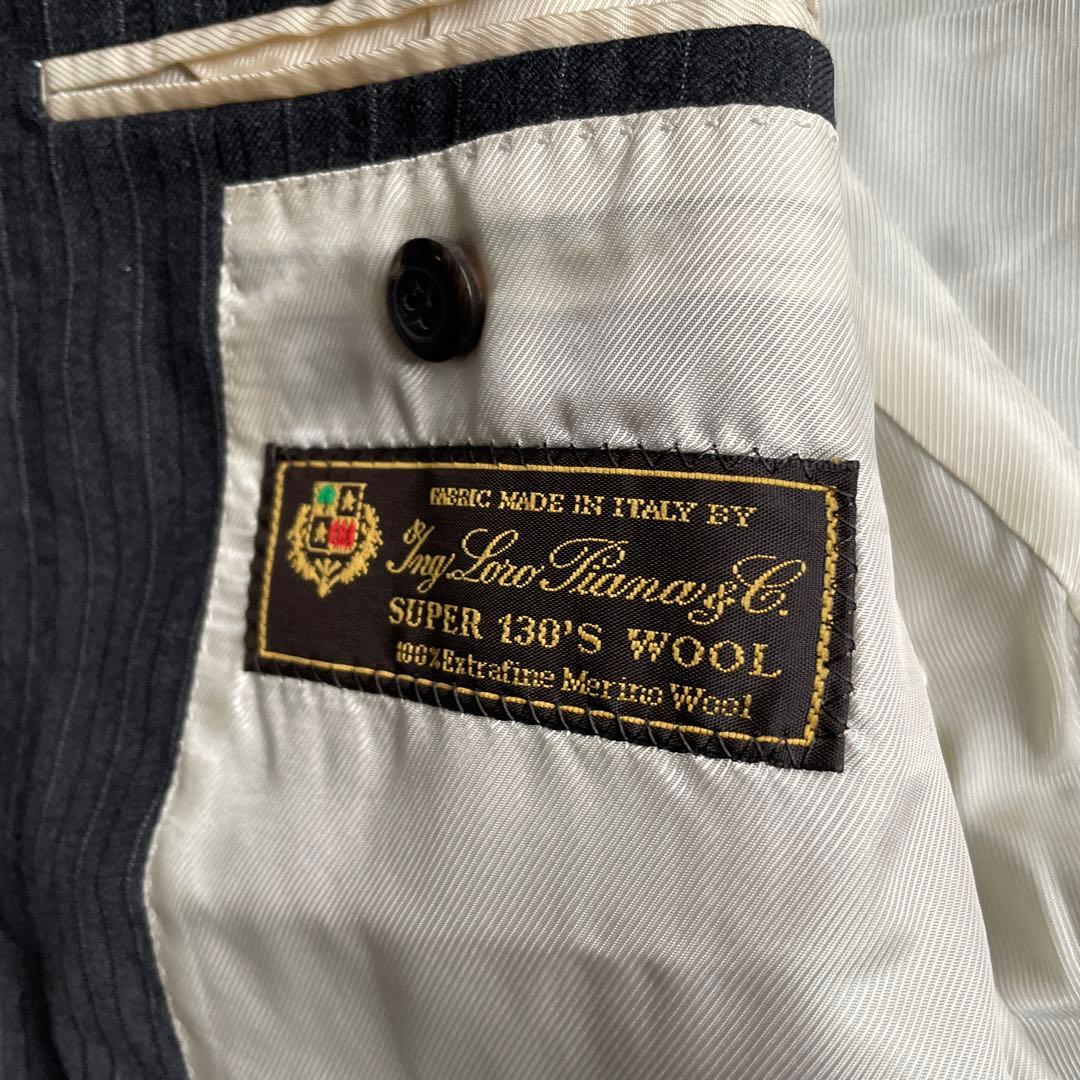 FABRIC MADE IN ITALY BY
Ing. Loro Piana & C.
SUPER 130'S WOOL
100% Extrafine Merino Wool